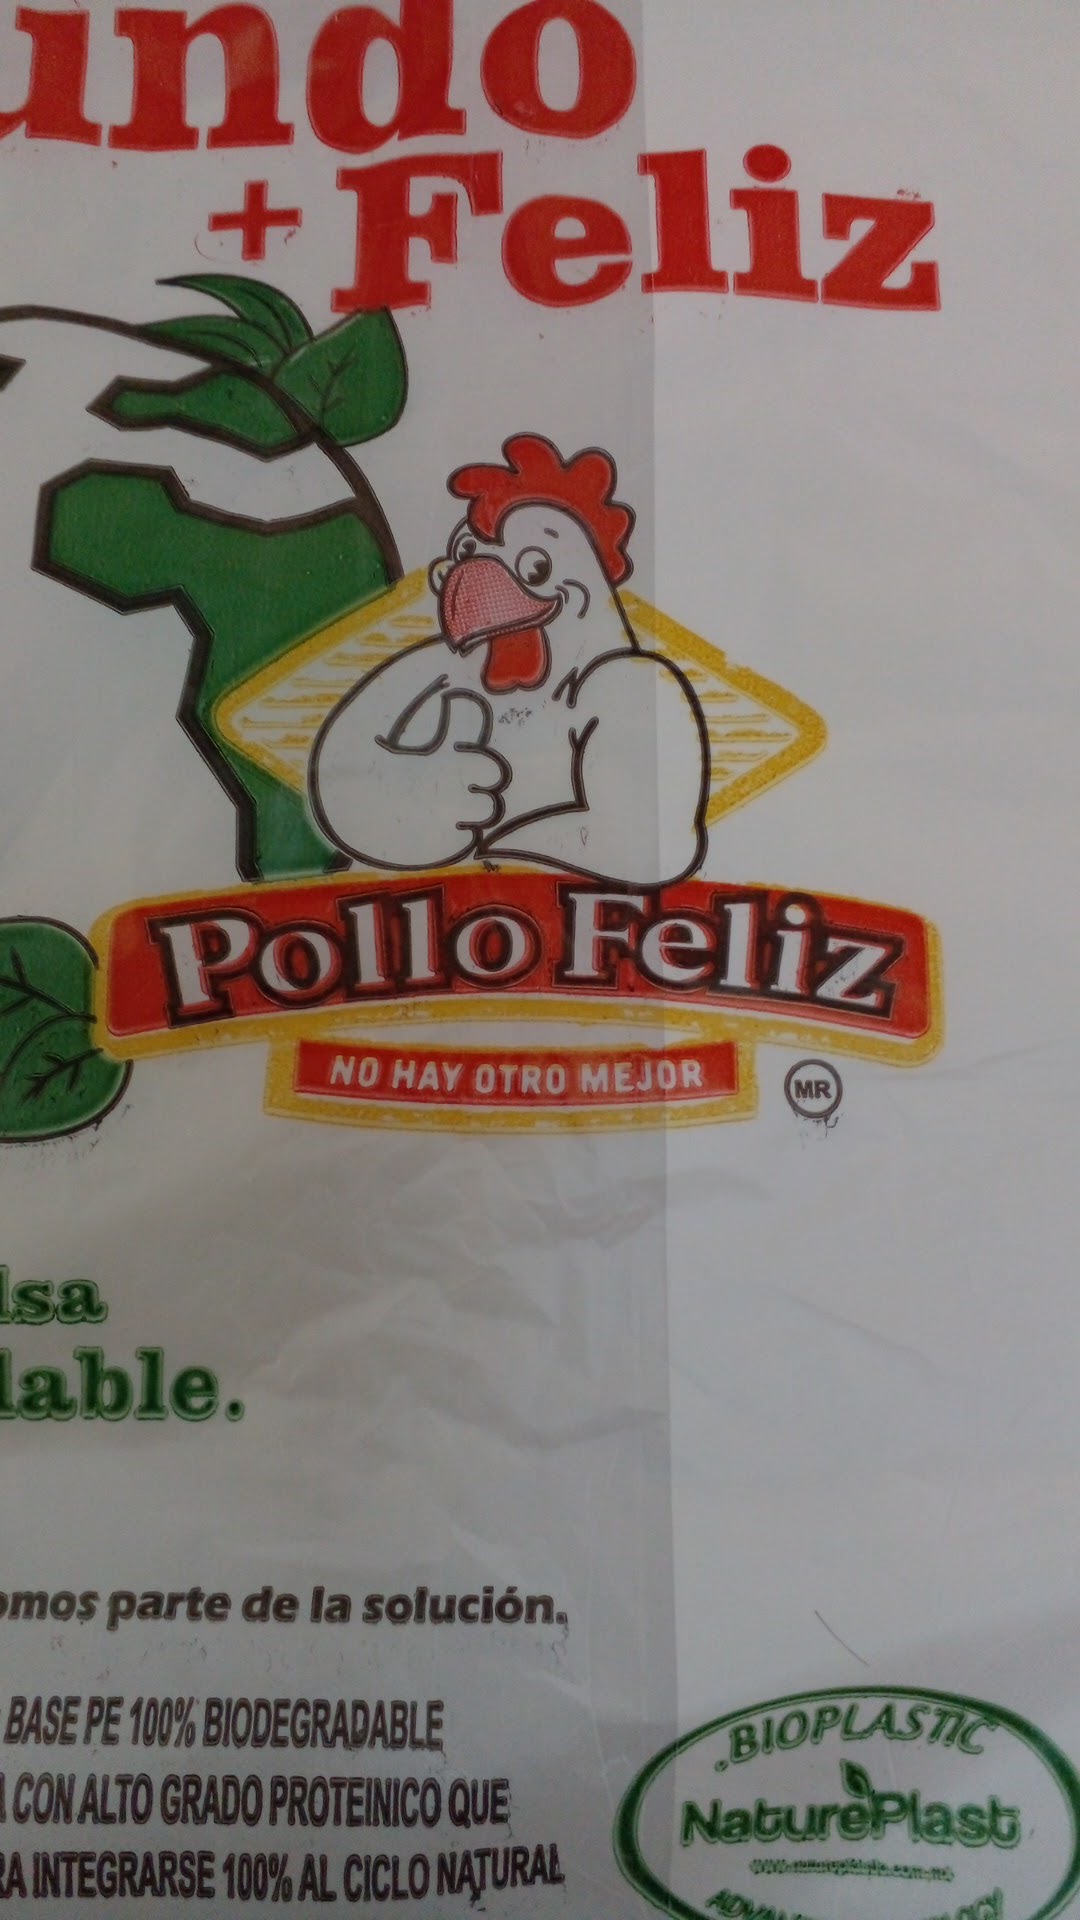 undo
+Feliz
Pollo Feliz
NO HAY OTRO MEJOR
MR
lsa
lable.
omos parte de la solución.
BASE PE 100% BIODEGRADABLE
A CON ALTO GRADO PROTEINICO QUE
RA INTEGRARSE 100% AL CICLO NATURAL
BIOPLASTIC
NaturePlast